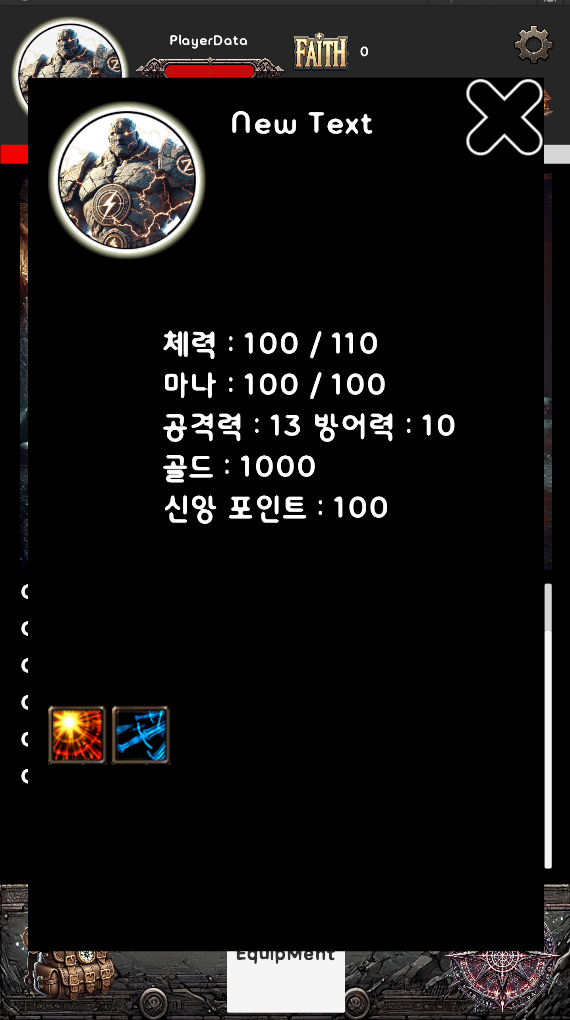 PlayerData
FAITH 0
New Text
체력 : 100 / 110
마나 : 100 / 100
공격력 : 13 방어력 : 10
골드 : 1000
신앙 포인트 : 100
EquipMent